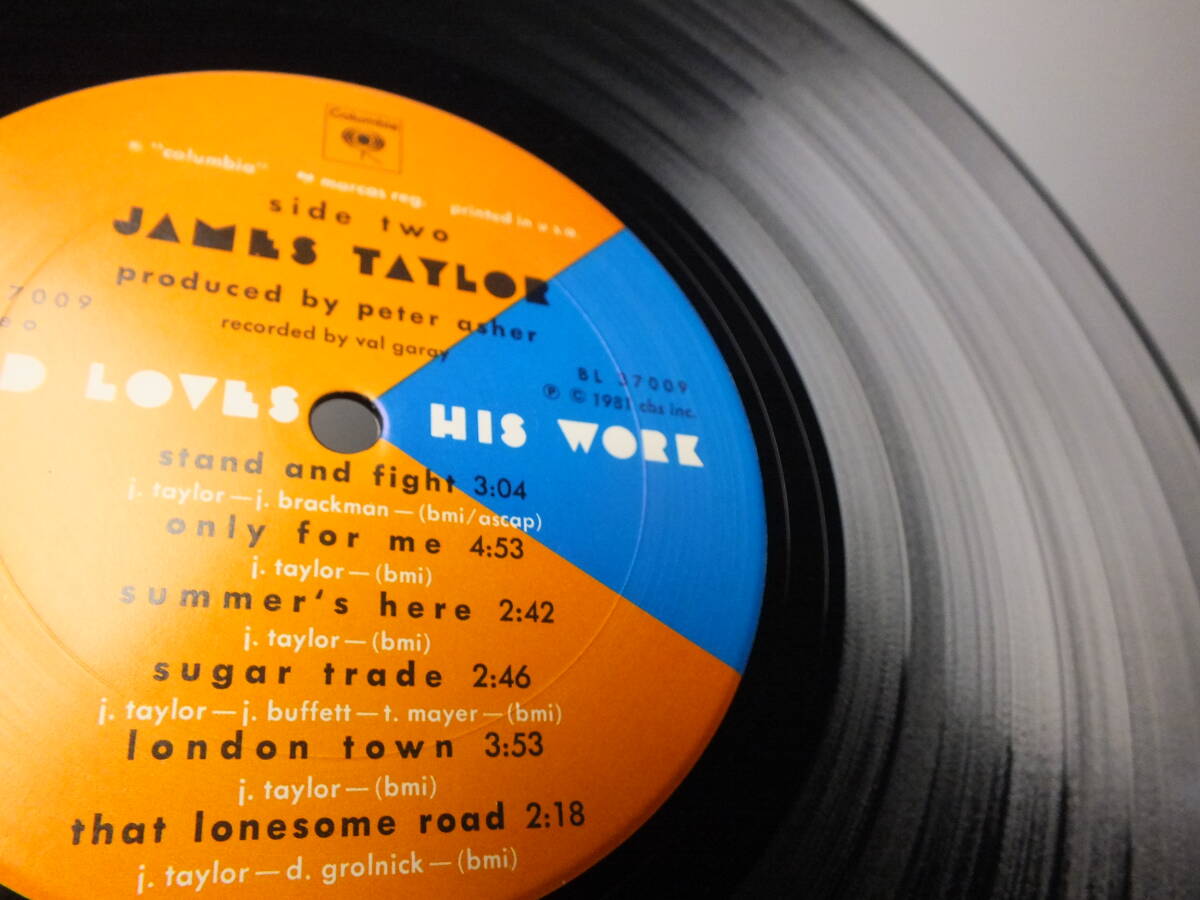 Columbia
"columbia" marcas reg. printed in u.s.a.
side two
JAMES TAYLOR
produced by peter asher
recorded by val garay
7009
eo
BL 37009
℗ © 1981 cbs inc.
D LOVES HIS WORK
stand and fight 3:04
j. taylor—j. brackman—(bmi/ascap)
only for me 4:53
j. taylor—(bmi)
summer's here 2:42
j. taylor—(bmi)
sugar trade 2:46
j. taylor—j. buffett—t. mayer—(bmi)
london town 3:53
j. taylor—(bmi)
that lonesome road 2:18
j. taylor—d. grolnick—(bmi)